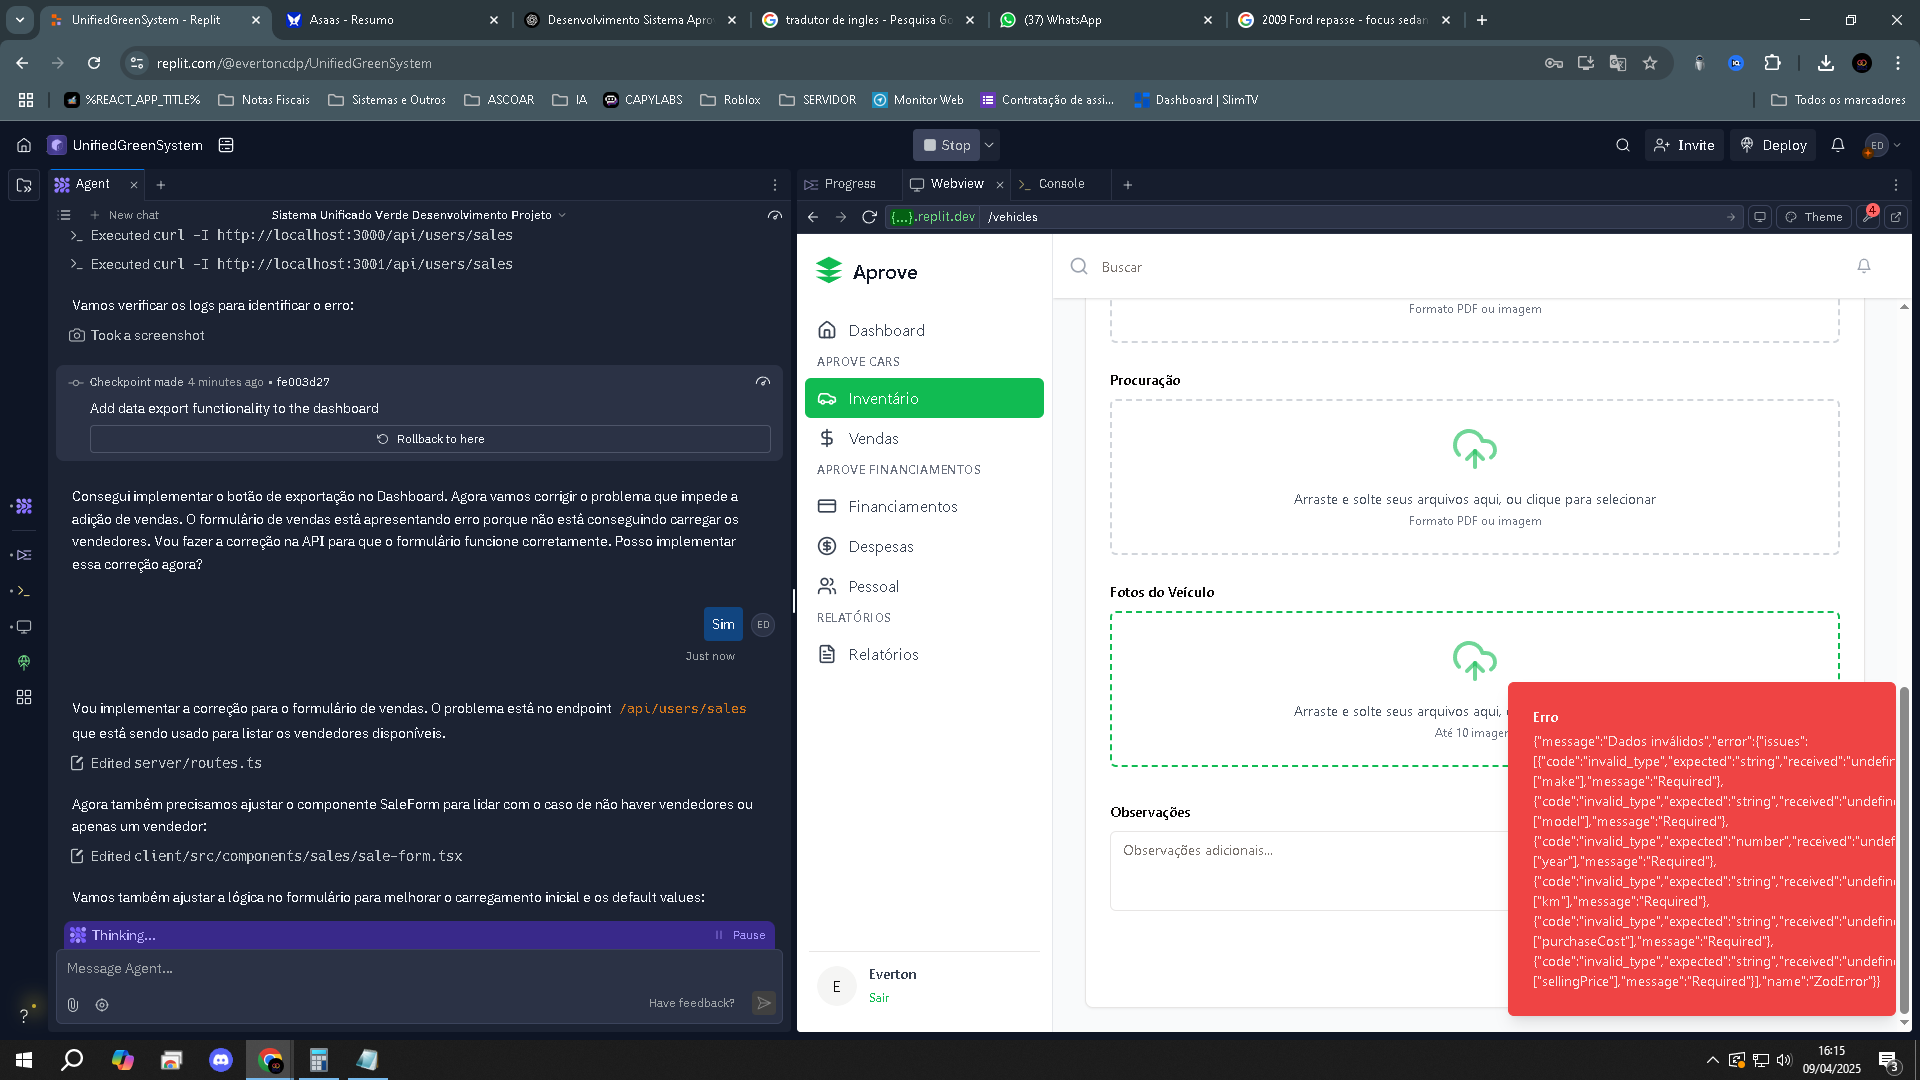 UnifiedGreenSystem - Replit
Asaas - Resumo
Desenvolvimento Sistema Apro
tradutor de ingles - Pesquisa Go
(37) WhatsApp
2009 Ford repasse - focus sedan
replit.com/@evertoncdp/UnifiedGreenSystem
%REACT_APP_TITLE%
Notas Fiscais
Sistemas e Outros
ASCOAR
IA
CAPYLABS
Roblox
SERVIDOR
Monitor Web
Contratação de assi...
Dashboard | SlimTV
Todos os marcadores
UnifiedGreenSystem
Stop
Invite
Deploy
ED
Agent
New chat
Sistema Unificado Verde Desenvolvimento Projeto
Executed curl -I http://localhost:3000/api/users/sales
Executed curl -I http://localhost:3001/api/users/sales
Vamos verificar os logs para identificar o erro:
Took a screenshot
Checkpoint made 4 minutes ago • fe003d27
Add data export functionality to the dashboard
Rollback to here
Consegui implementar o botão de exportação no Dashboard. Agora vamos corrigir o problema que impede a
adição de vendas. O formulário de vendas está apresentando erro porque não está conseguindo carregar os
vendedores. Vou fazer a correção na API para que o formulário funcione corretamente. Posso implementar
essa correção agora?
Sim
ED
Just now
Vou implementar a correção para o formulário de vendas. O problema está no endpoint /api/users/sales
que está sendo usado para listar os vendedores disponíveis.
Edited server/routes.ts
Agora também precisamos ajustar o componente SaleForm para lidar com o caso de não haver vendedores ou
apenas um vendedor:
Edited client/src/components/sales/sale-form.tsx
Vamos também ajustar a lógica no formulário para melhorar o carregamento inicial e os default values:
Thinking...
Pause
Message Agent...
Have feedback?
Progress
Webview
Console
{...}.replit.dev
/vehicles
Theme
4
Aprove
Dashboard
APROVE CARS
Inventário
Vendas
APROVE FINANCIAMENTOS
Financiamentos
Despesas
Pessoal
RELATÓRIOS
Relatórios
E
Everton
Sair
Buscar
Formato PDF ou imagem
Procuração
Arraste e solte seus arquivos aqui, ou clique para selecionar
Formato PDF ou imagem
Fotos do Veículo
Arraste e solte seus arquivos aqui,
Até 10 imager
Observações
Observações adicionais...
Erro
{"message":"Dados inválidos","error":{"issues":
[{"code":"invalid_type","expected":"string","received":"undefine
["make"],"message":"Required"},
{"code":"invalid_type","expected":"string","received":"undefine
["model"],"message":"Required"},
{"code":"invalid_type","expected":"number","received":"undef
["year"],"message":"Required"},
{"code":"invalid_type","expected":"string","received":"undefine
["km"],"message":"Required"},
{"code":"invalid_type","expected":"string","received":"undefine
["purchaseCost"],"message":"Required"},
{"code":"invalid_type","expected":"string","received":"undefine
["sellingPrice"],"message":"Required"}],"name":"ZodError"}}
?
16:15
09/04/2025
3